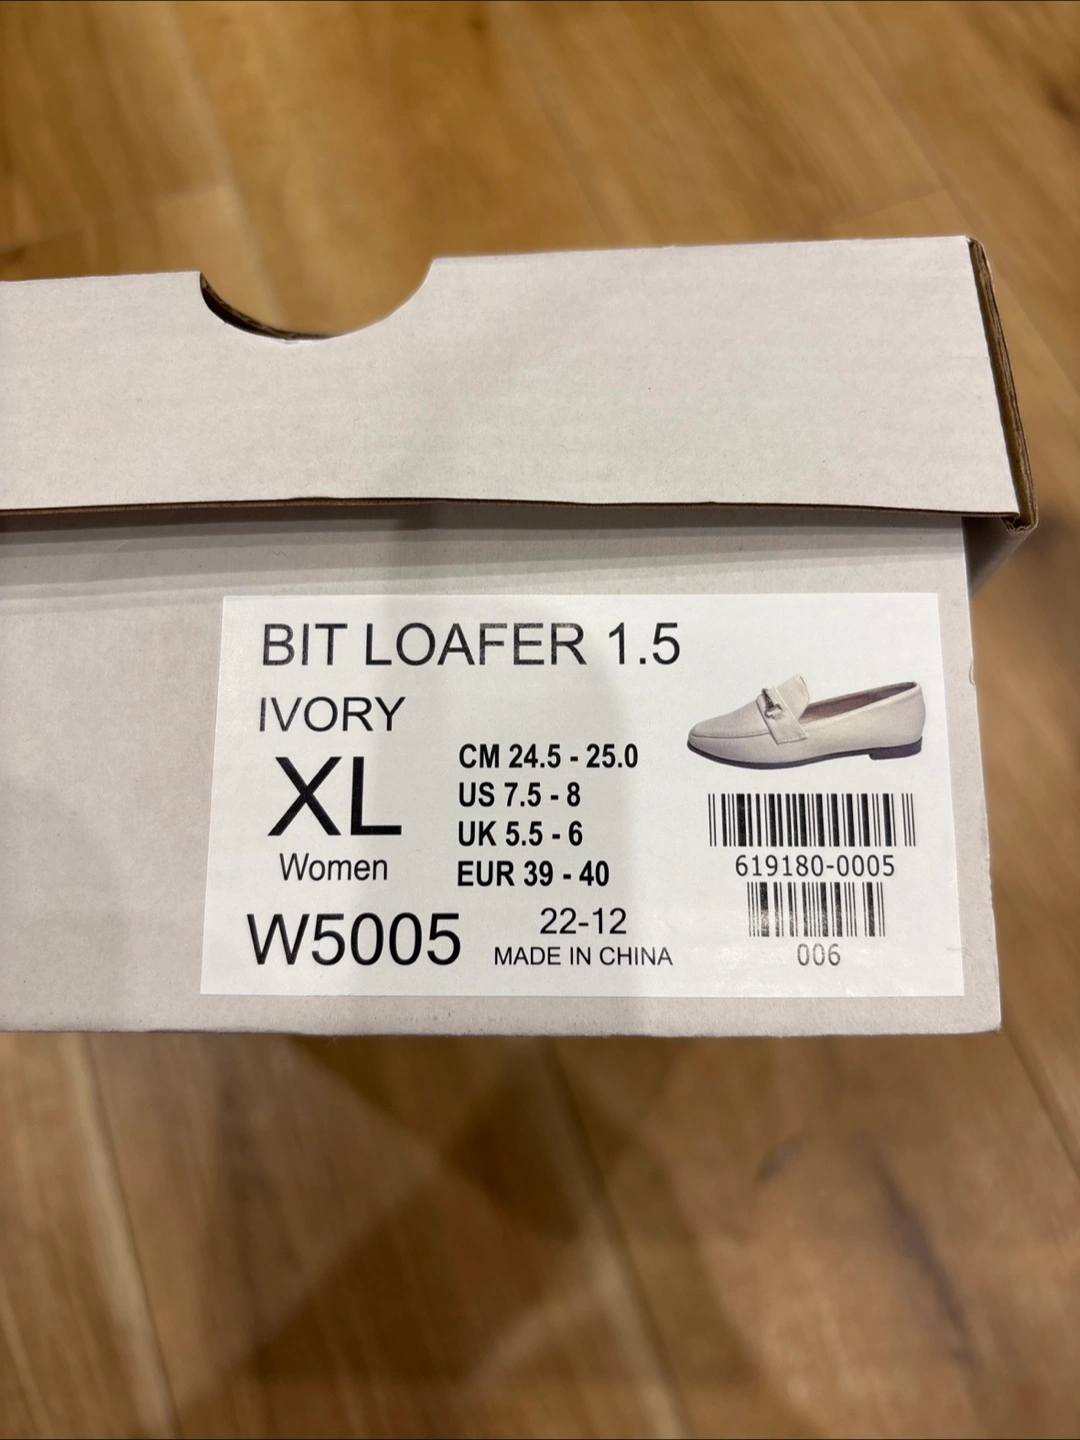 BIT LOAFER 1.5
IVORY
XL
Women
CM 24.5 - 25.0
US 7.5 - 8
UK 5.5 - 6
EUR 39 - 40
W5005
22-12
MADE IN CHINA
619180-0005
006